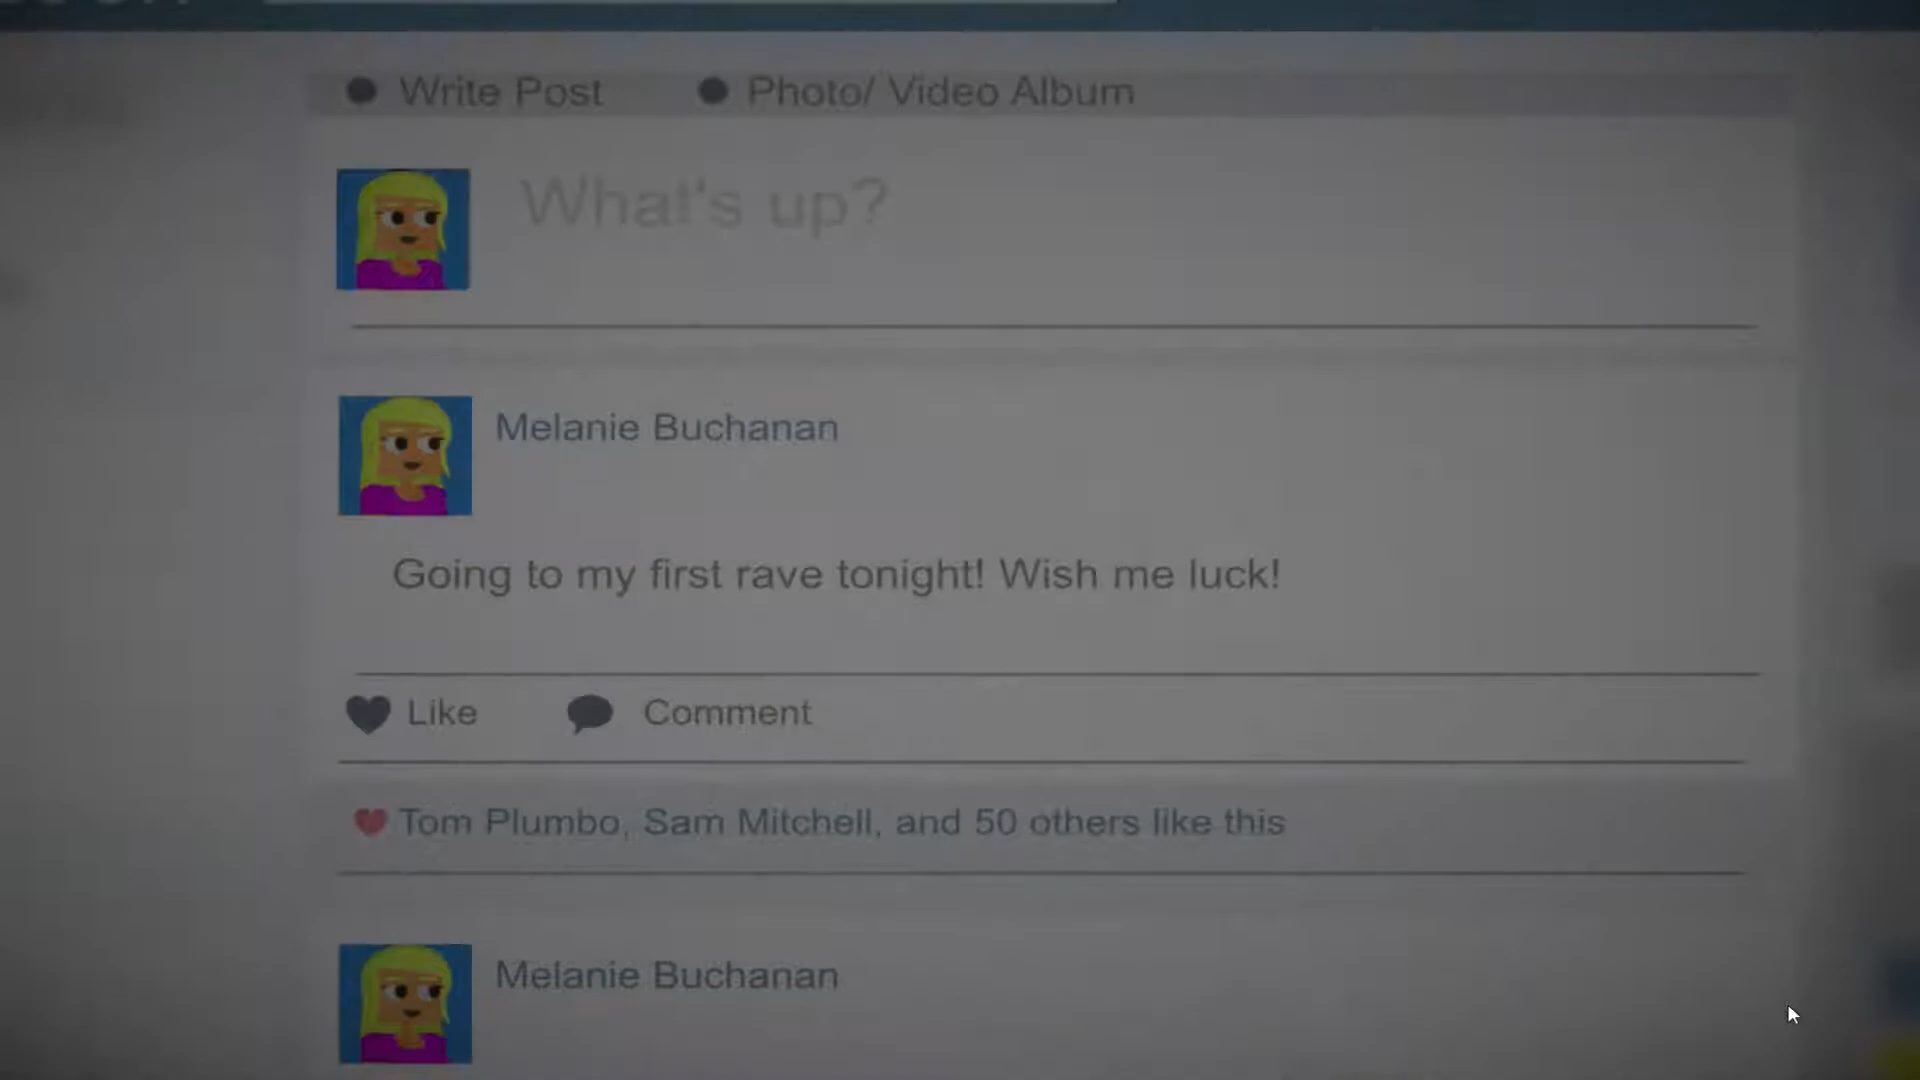 Write Post Photo/ Video Album
What's up?
Melanie Buchanan
Going to my first rave tonight! Wish me luck!
Like Comment
Tom Plumbo, Sam Mitchell, and 50 others like this
Melanie Buchanan